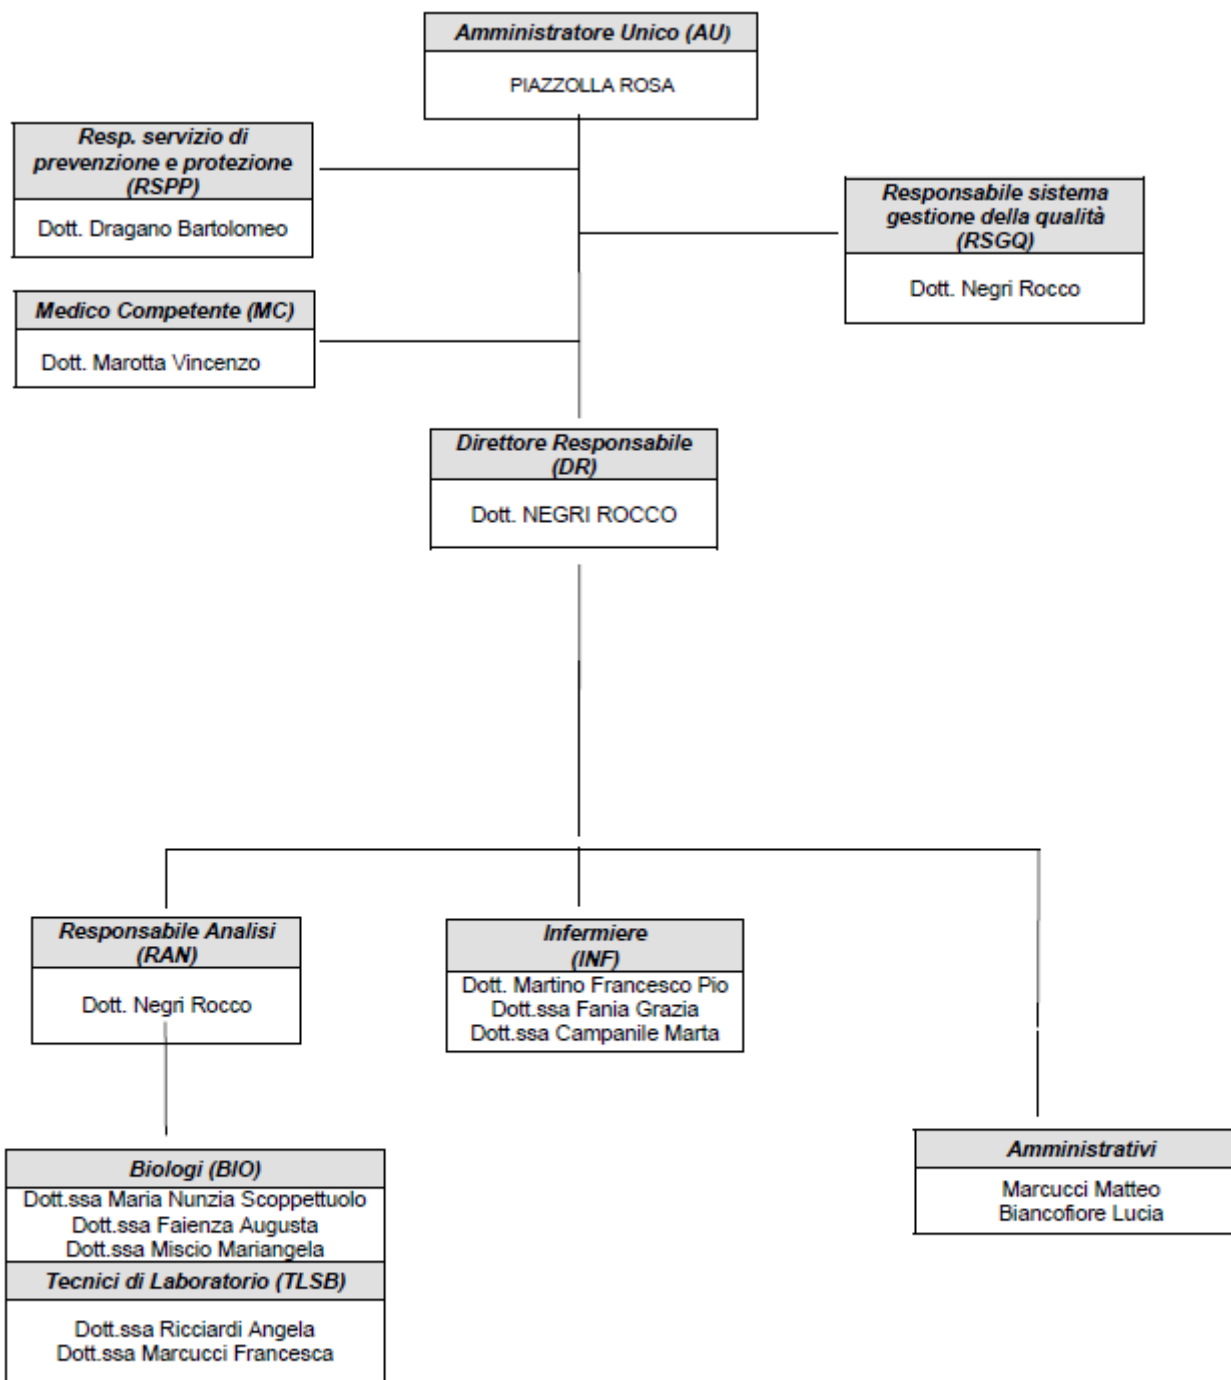 Amministratore Unico (AU)
PIAZZOLLA ROSA
Resp. servizio di
prevenzione e protezione
(RSPP)
Dott. Dragano Bartolomeo
Responsabile sistema
gestione della qualità
(RSGQ)
Dott. Negri Rocco
Medico Competente (MC)
Dott. Marotta Vincenzo
Direttore Responsabile
(DR)
Dott. NEGRI ROCCO
Responsabile Analisi
(RAN)
Dott. Negri Rocco
Infermiere
(INF)
Dott. Martino Francesco Pio
Dott.ssa Fania Grazia
Dott.ssa Campanile Marta
Biologi (BIO)
Dott.ssa Maria Nunzia Scoppettuolo
Dott.ssa Faienza Augusta
Dott.ssa Miscio Mariangela
Tecnici di Laboratorio (TLSB)
Dott.ssa Ricciardi Angela
Dott.ssa Marcucci Francesca
Amministrativi
Marcucci Matteo
Biancofiore Lucia